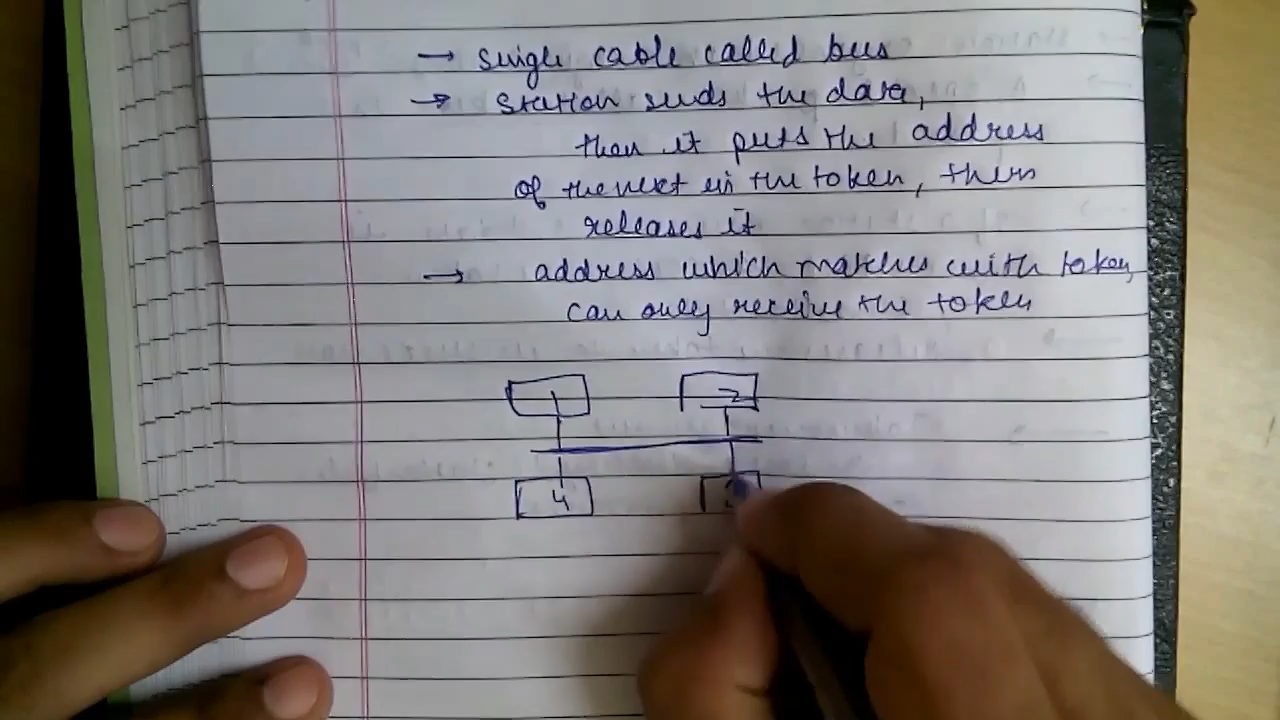 → single cable called bus
→ station sends the data,
then it puts the address
of the next in the token, then
releases it
→ address which matches with token,
can only receive the token
1 2
4